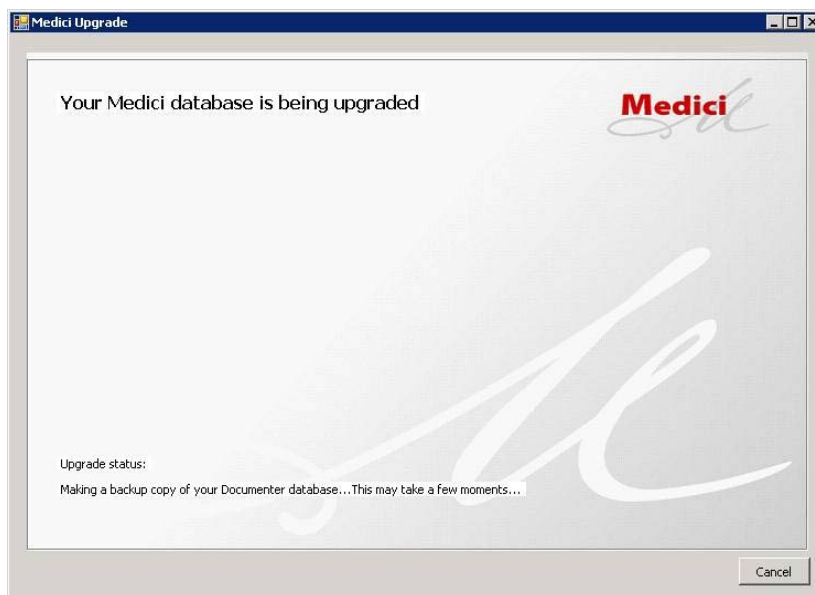 Medici Upgrade
Your Medici database is being upgraded
Medici
Upgrade status:
Making a backup copy of your Documenter database...This may take a few moments...
Cancel